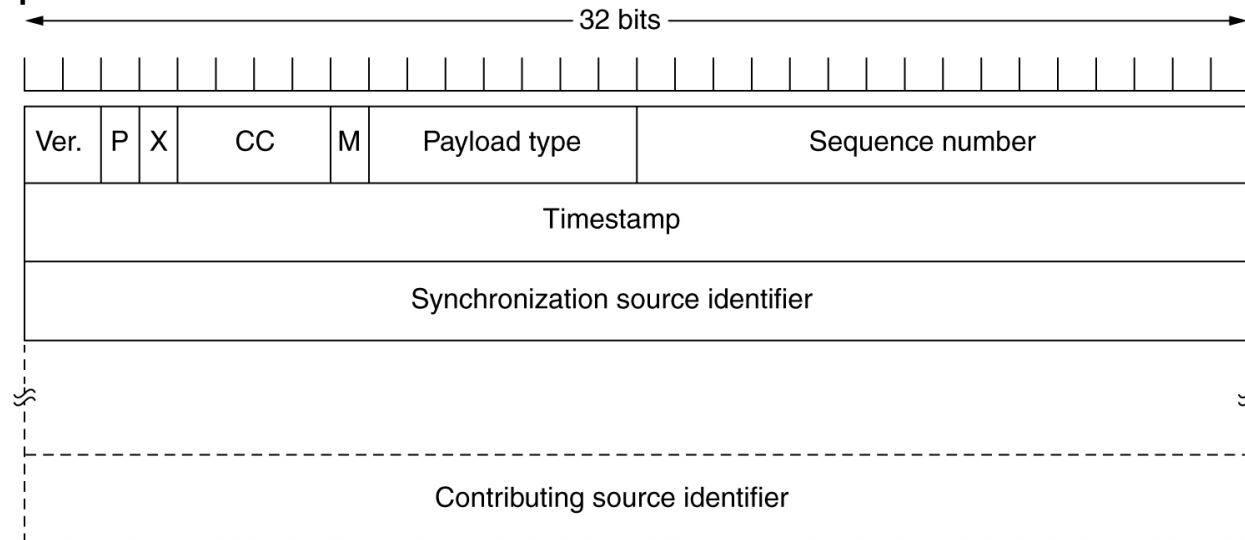 32 bits
Ver. P X CC M Payload type Sequence number
Timestamp
Synchronization source identifier
Contributing source identifier